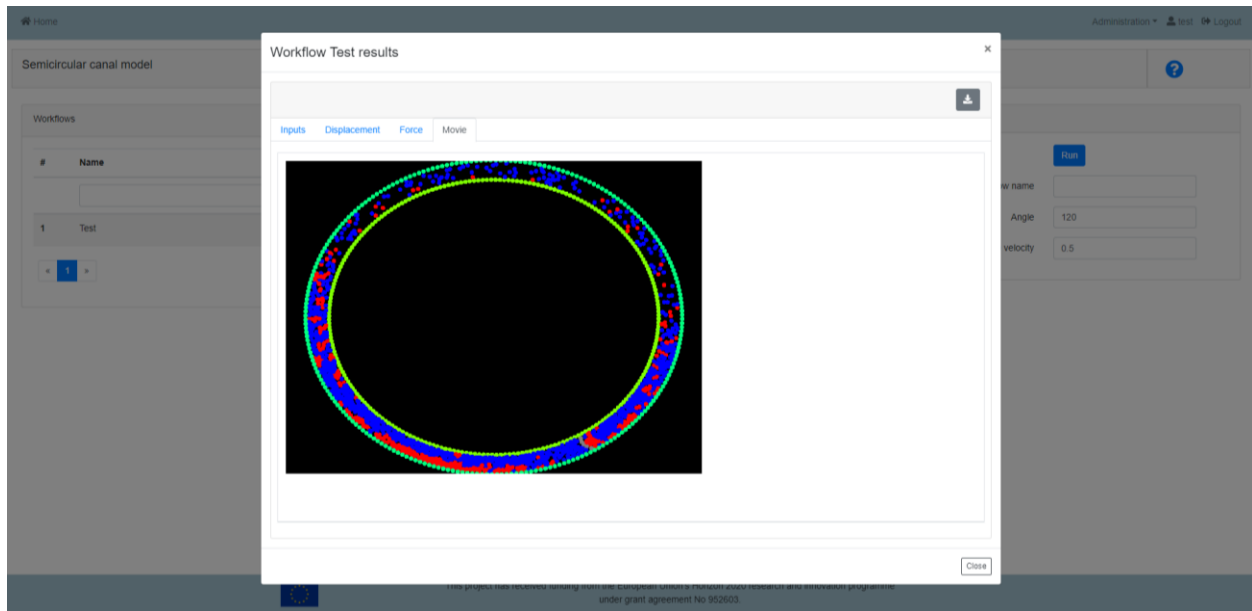 Home
Administration
test
Logout
Semicircular canal model
Workflow Test results
×
?
Workflows
Inputs
Displacement
Force
Movie
#
Name
Run
name
1
Test
Angle
120
velocity
0.5
«
1
»
Close
This project has received funding from the European Union's Horizon 2020 research and innovation programme
under grant agreement No 952603.